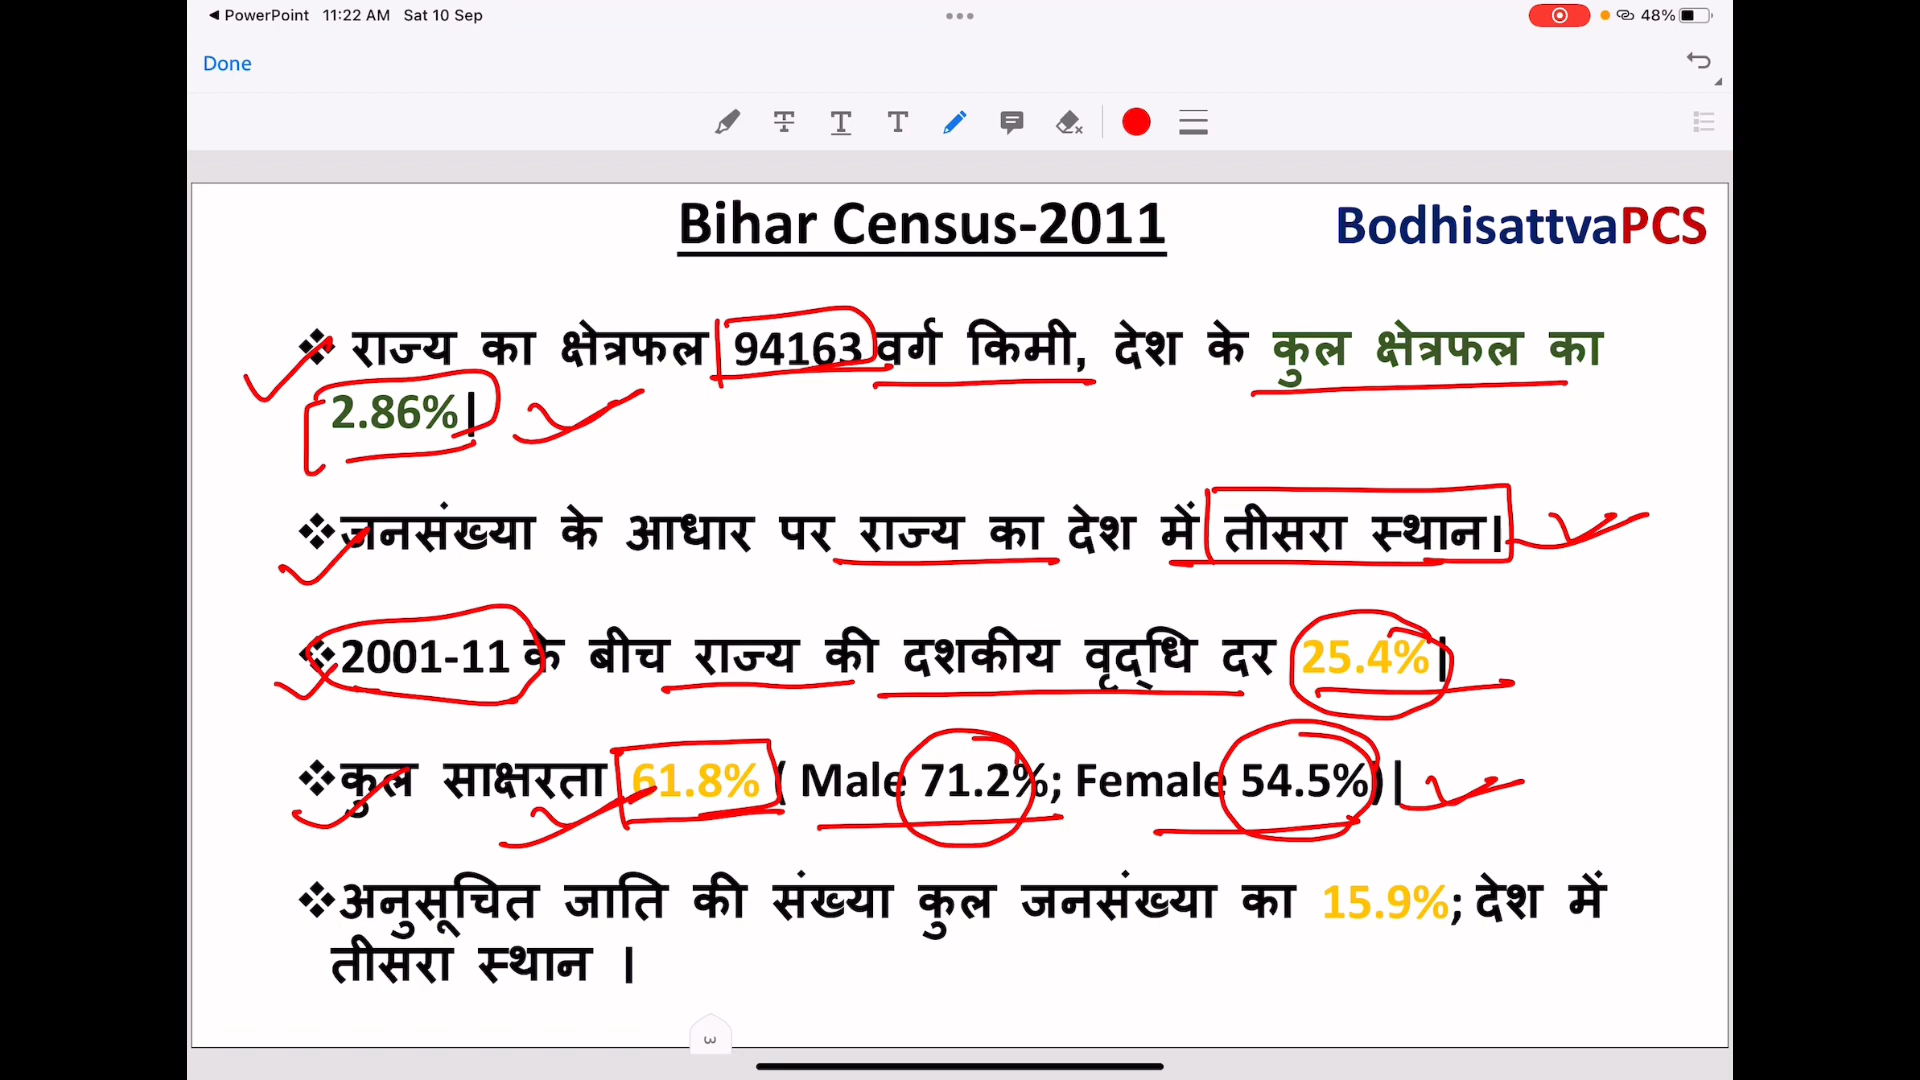 PowerPoint 11:22 AM Sat 10 Sep
48%
Done
Bihar Census-2011
BodhisattvaPCS
❖ राज्य का क्षेत्रफल 94163 वर्ग किमी, देश के कुल क्षेत्रफल का
2.86%|
❖जनसंख्या के आधार पर राज्य का देश में तीसरा स्थान।
❖2001-11 के बीच राज्य की दशकीय वृद्धि दर 25.4%|
❖कुल साक्षरता 61.8% ( Male 71.2%; Female 54.5%)|
❖अनुसूचित जाति की संख्या कुल जनसंख्या का 15.9%; देश में
तीसरा स्थान ।
3